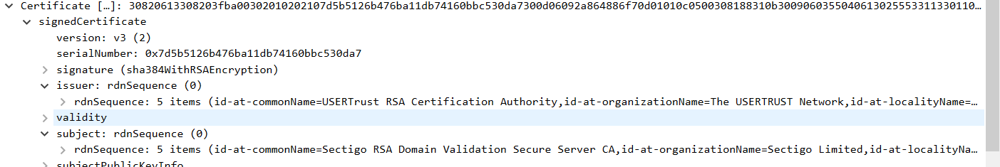 Certificate […]: 30820613308203fba00302010202107d5b5126b476ba11db74160bbc530da7300d06092a864886f70d01010c0500308188310b3009060355040613025553311330110…
signedCertificate
version: v3 (2)
serialNumber: 0x7d5b5126b476ba11db74160bbc530da7
signature (sha384WithRSAEncryption)
issuer: rdnSequence (0)
rdnSequence: 5 items (id-at-commonName=USERTrust RSA Certification Authority,id-at-organizationName=The USERTRUST Network,id-at-localityName=…
validity
subject: rdnSequence (0)
rdnSequence: 5 items (id-at-commonName=Sectigo RSA Domain Validation Secure Server CA,id-at-organizationName=Sectigo Limited,id-at-localityNa…
subjectPublicKeyInfo